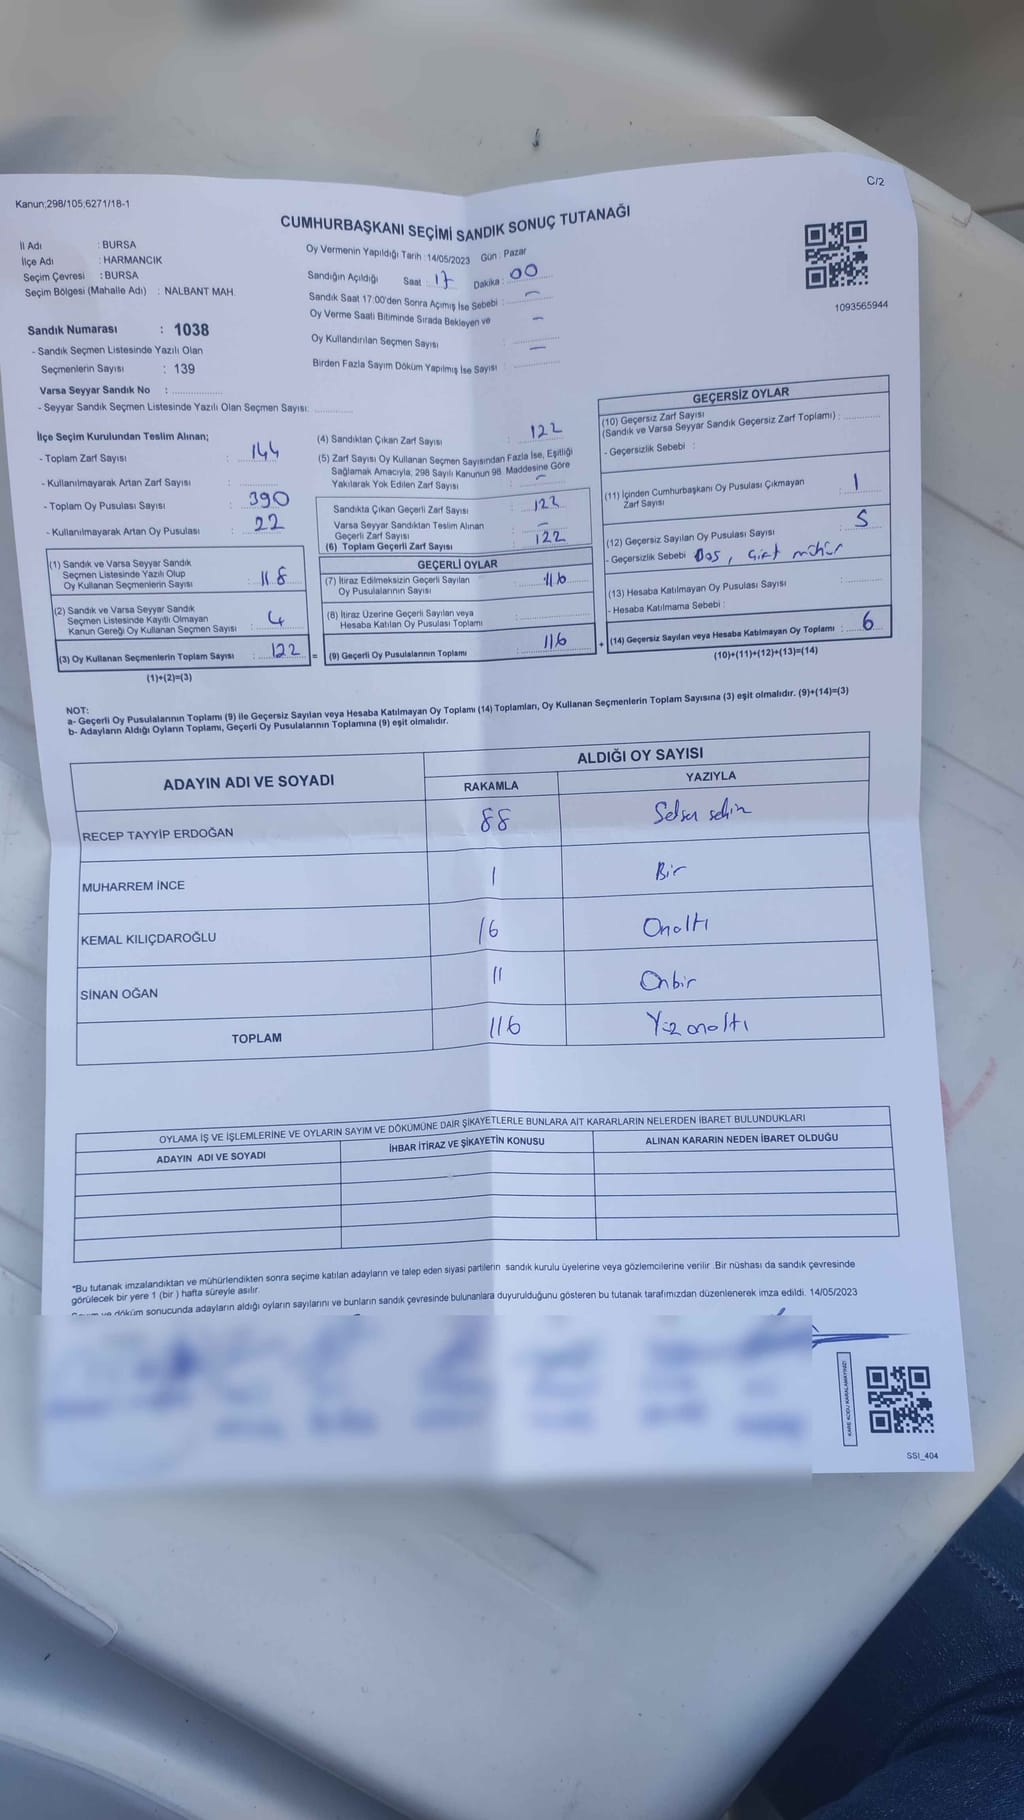 C/2
Kanun;298/105;6271/18-1
CUMHURBAŞKANI SEÇİMİ SANDIK SONUÇ TUTANAĞI
İl Adı : BURSA
İlçe Adı : HARMANCIK
Seçim Çevresi : BURSA
Seçim Bölgesi (Mahalle Adı) : NALBANT MAH.
Oy Vermenin Yapıldığı Tarih : 14/05/2023 Gün : Pazar
Sandığın Açıldığı Saat : 17 Dakika : 00
Sandık Saat 17:00'den Sonra Açımış İse Sebebi : -
Oy Verme Saati Bitiminde Sırada Bekleyen ve
Oy Kullandırılan Seçmen Sayısı -
Birden Fazla Sayım Döküm Yapılmış İse Sayısı : -
1093565944
Sandık Numarası : 1038
- Sandık Seçmen Listesinde Yazılı Olan
Seçmenlerin Sayısı : 139
Varsa Seyyar Sandık No :
- Seyyar Sandık Seçmen Listesinde Yazılı Olan Seçmen Sayısı:
İlçe Seçim Kurulundan Teslim Alınan;
- Toplam Zarf Sayısı : 144
- Kullanılmayarak Artan Zarf Sayısı :
- Toplam Oy Pusulası Sayısı : 390
- Kullanılmayarak Artan Oy Pusulası : 22
(1) Sandık ve Varsa Seyyar Sandık
Seçmen Listesinde Yazılı Olup
Oy Kullanan Seçmenlerin Sayısı : 118
(2) Sandık ve Varsa Seyyar Sandık
Seçmen Listesinde Kayıtlı Olmayan
Kanun Gereği Oy Kullanan Seçmen Sayısı : 4
(3) Oy Kullanan Seçmenlerin Toplam Sayısı : 122 =
(1)+(2)=(3)
(4) Sandıktan Çıkan Zarf Sayısı : 122
(5) Zarf Sayısı Oy Kullanan Seçmen Sayısından Fazla İse, Eşitliği
Sağlamak Amacıyla, 298 Sayılı Kanunun 98. Maddesine Göre
Yakılarak Yok Edilen Zarf Sayısı : -
Sandıkta Çıkan Geçerli Zarf Sayısı : 122
Varsa Seyyar Sandıktan Teslim Alınan
Geçerli Zarf Sayısı : -
(6) Toplam Geçerli Zarf Sayısı : 122
GEÇERLİ OYLAR
(7) İtiraz Edilmeksizin Geçerli Sayılan
Oy Pusulalarının Sayısı : 116
(8) İtiraz Üzerine Geçerli Sayılan veya
Hesaba Katılan Oy Pusulası Toplamı :
(9) Geçerli Oy Pusulalarının Toplamı : 116 +
GEÇERSİZ OYLAR
(10) Geçersiz Zarf Sayısı
(Sandık ve Varsa Seyyar Sandık Geçersiz Zarf Toplamı) :
- Geçersizlik Sebebi :
(11) İçinden Cumhurbaşkanı Oy Pusulası Çıkmayan
Zarf Sayısı : 1
(12) Geçersiz Sayılan Oy Pusulası Sayısı : 5
- Geçersizlik Sebebi Boş, Çift mühür
(13) Hesaba Katılmayan Oy Pusulası Sayısı :
- Hesaba Katılmama Sebebi :
(14) Geçersiz Sayılan veya Hesaba Katılmayan Oy Toplamı : 6
(10)+(11)+(12)+(13)=(14)
NOT:
a- Geçerli Oy Pusulalarının Toplamı (9) ile Geçersiz Sayılan veya Hesaba Katılmayan Oy Toplamı (14) Toplamları, Oy Kullanan Seçmenlerin Toplam Sayısına (3) eşit olmalıdır. (9)+(14)=(3)
b- Adayların Aldığı Oyların Toplamı, Geçerli Oy Pusulalarının Toplamına (9) eşit olmalıdır.
ADAYIN ADI VE SOYADI
ALDIĞI OY SAYISI
RAKAMLA YAZIYLA
RECEP TAYYİP ERDOĞAN 88 Seksen sekiz
MUHARREM İNCE 1 Bir
KEMAL KILIÇDAROĞLU 16 Onaltı
SİNAN OĞAN 11 Onbir
TOPLAM 116 Yüz onaltı
OYLAMA İŞ VE İŞLEMLERİNE VE OYLARIN SAYIM VE DÖKÜMÜNE DAİR ŞİKAYETLERLE BUNLARA AİT KARARLARIN NELERDEN İBARET BULUNDUKLARI
ADAYIN ADI VE SOYADI İHBAR İTİRAZ VE ŞİKAYETİN KONUSU ALINAN KARARIN NEDEN İBARET OLDUĞU
*Bu tutanak imzalandıktan ve mühürlendikten sonra seçime katılan adayların ve talep eden siyasi partilerin sandık kurulu üyelerine veya gözlemcilerine verilir. Bir nüshası da sandık çevresinde
görülecek bir yere 1 (bir ) hafta süreyle asılır.
ve döküm sonucunda adayların aldığı oyların sayılarını ve bunların sandık çevresinde bulunanlara duyurulduğunu gösteren bu tutanak tarafımızdan düzenlenerek imza edildi. 14/05/2023
KARE KODU KARALAMAYINIZ!
SSI_404